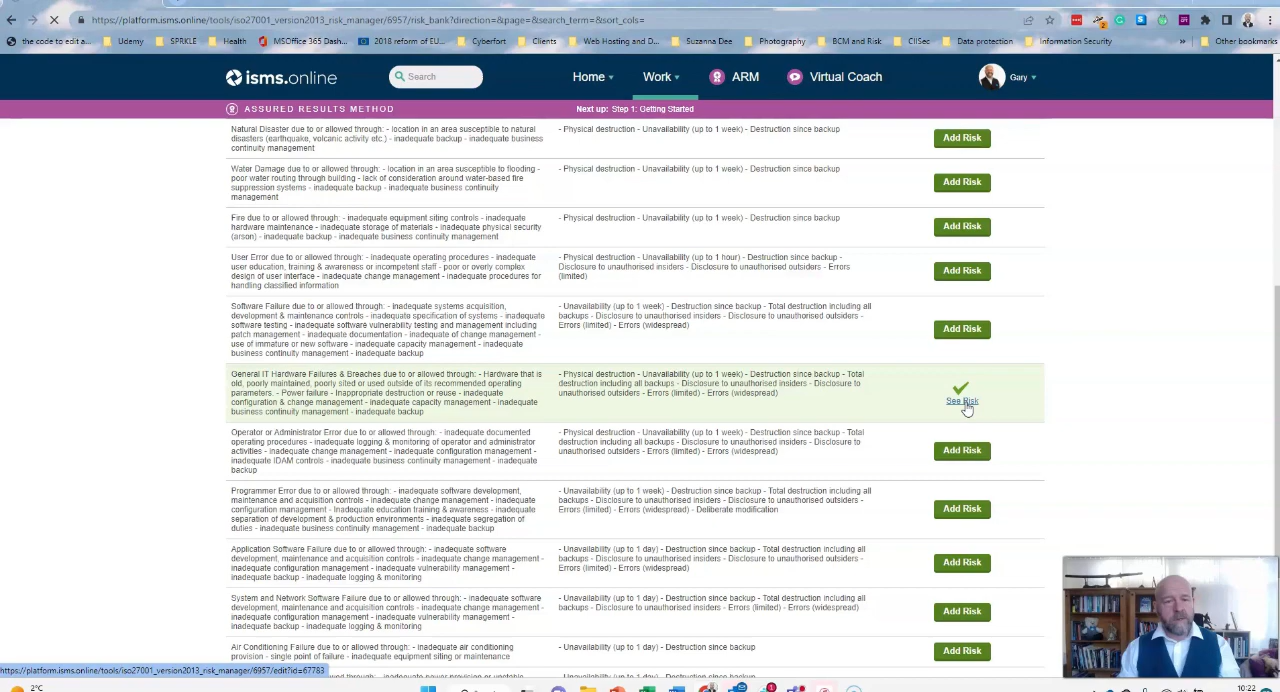 https://platform.isms.online/tools/iso27001_version2013_risk_manager/6957/risk_bank?direction=&page=&search_term=&sort_cols=
the code to edit a... Udemy SPRKLE Health MSOffice 365 Dash... 2018 reform of EU... Cyberfort Clients Web Hosting and D... Suzanna Dee Photography BCM and Risk CIISec Data protection Information Security » Other bookmarks
isms.online Search Home Work ARM Virtual Coach Gary
ASSURED RESULTS METHOD Next up: Step 1: Getting Started
Natural Disaster due to or allowed through: - location in an area susceptible to natural
disasters (earthquake, volcanic activity etc.) - inadequate backup - inadequate business
continuity management
- Physical destruction - Unavailability (up to 1 week) - Destruction since backup
Add Risk
Water Damage due to or allowed through: - location in an area susceptible to flooding -
poor water routing through building - lack of consideration around water-based fire
suppression systems - inadequate backup - inadequate business continuity
management
- Physical destruction - Unavailability (up to 1 week) - Destruction since backup
Add Risk
Fire due to or allowed through: - inadequate equipment siting controls - inadequate
hardware maintenance - inadequate storage of materials - inadequate physical security
(arson) - inadequate backup - inadequate business continuity management
- Physical destruction - Unavailability (up to 1 week) - Destruction since backup
Add Risk
User Error due to or allowed through: - inadequate operating procedures - inadequate
user education, training & awareness or incompetent staff - poor or overly complex
design of user interface - inadequate change management - inadequate procedures for
handling classified information
- Physical destruction - Unavailability (up to 1 hour) - Destruction since backup -
Disclosure to unauthorised insiders - Disclosure to unauthorised outsiders - Errors
(limited)
Add Risk
Software Failure due to or allowed through: - inadequate systems acquisition,
development & maintenance controls - inadequate specification of systems - inadequate
software testing - inadequate software vulnerability testing and management including
patch management - inadequate documentation - inadequate of change management -
use of immature or new software - inadequate capacity management - inadequate
business continuity management - inadequate backup
- Unavailability (up to 1 week) - Destruction since backup - Total destruction including all
backups - Disclosure to unauthorised insiders - Disclosure to unauthorised outsiders -
Errors (limited) - Errors (widespread)
Add Risk
General IT Hardware Failures & Breaches due to or allowed through: - Hardware that is
old, poorly maintained, poorly sited or used outside of its recommended operating
parameters. - Power failure - Inappropriate destruction or reuse - inadequate
configuration & change management - inadequate capacity management - inadequate
business continuity management - inadequate backup
- Physical destruction - Unavailability (up to 1 week) - Destruction since backup - Total
destruction including all backups - Disclosure to unauthorised insiders - Disclosure to
unauthorised outsiders - Errors (limited) - Errors (widespread)
See Risk
Operator or Administrator Error due to or allowed through: - inadequate documented
operating procedures - inadequate logging & monitoring of operator and administrator
activities - inadequate change management - inadequate configuration management -
inadequate IDAM controls - inadequate business continuity management - inadequate
backup
- Physical destruction - Unavailability (up to 1 week) - Destruction since backup - Total
destruction including all backups - Disclosure to unauthorised insiders - Disclosure to
unauthorised outsiders - Errors (limited) - Errors (widespread)
Add Risk
Programmer Error due to or allowed through: - inadequate software development,
maintenance and acquisition controls - inadequate change management - inadequate
configuration management - Inadequate education training & awareness - inadequate
separation of development & production environments - inadequate segregation of
duties - inadequate business continuity management - inadequate backup
- Unavailability (up to 1 week) - Destruction since backup - Total destruction including all
backups - Disclosure to unauthorised insiders - Disclosure to unauthorised outsiders -
Errors (limited) - Errors (widespread) - Deliberate modification
Add Risk
Application Software Failure due to or allowed through: - inadequate software
development, maintenance and acquisition controls - inadequate change management -
inadequate configuration management - inadequate vulnerability management -
inadequate backup - inadequate logging & monitoring
- Unavailability (up to 1 day) - Destruction since backup - Total destruction including all
backups - Disclosure to unauthorised insiders - Disclosure to unauthorised outsiders -
Errors (limited) - Errors (widespread)
Add Risk
System and Network Software Failure due to or allowed through: - inadequate software
development, maintenance and acquisition controls - inadequate change management -
inadequate configuration management - inadequate vulnerability management -
inadequate backup - inadequate logging & monitoring
- Unavailability (up to 1 day) - Destruction since backup - Total destruction including all
backups - Disclosure to unauthorised insiders - Errors (limited) - Errors (widespread)
Add Risk
Air Conditioning Failure due to or allowed through: - inadequate air conditioning
provision - single point of failure - inadequate equipment siting or maintenance
- Unavailability (up to 1 day) - Destruction since backup
Add Risk
https://platform.isms.online/tools/iso27001_version2013_risk_manager/6957/edit?id=67783
2°C 10:22